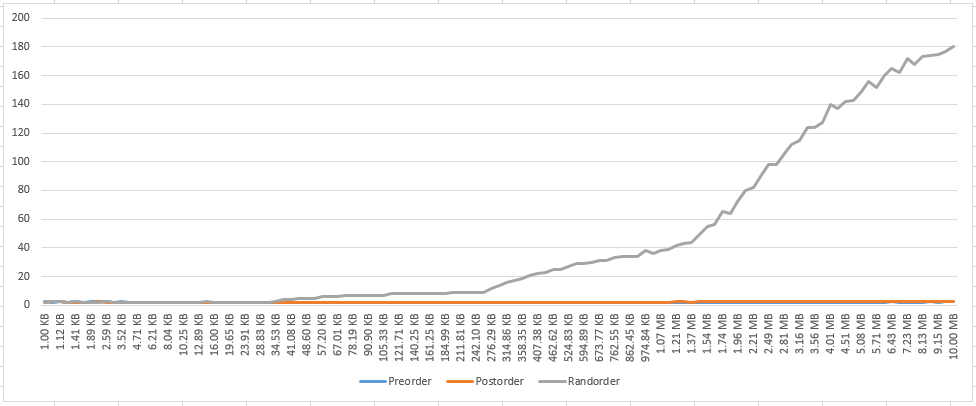 200
180
160
140
120
100
80
60
40
20
0
1.00 KB
1.12 KB
1.41 KB
1.89 KB
2.59 KB
3.52 KB
4.71 KB
6.21 KB
8.04 KB
10.25 KB
12.89 KB
16.00 KB
19.65 KB
23.91 KB
28.83 KB
34.53 KB
41.08 KB
48.60 KB
57.20 KB
67.01 KB
78.19 KB
90.90 KB
105.33 KB
121.71 KB
140.25 KB
161.25 KB
184.99 KB
211.81 KB
242.10 KB
276.29 KB
314.86 KB
358.35 KB
407.38 KB
462.62 KB
524.83 KB
594.89 KB
673.77 KB
762.55 KB
862.45 KB
974.84 KB
1.07 MB
1.21 MB
1.37 MB
1.54 MB
1.74 MB
1.96 MB
2.21 MB
2.49 MB
2.81 MB
3.16 MB
3.56 MB
4.01 MB
4.51 MB
5.08 MB
5.71 MB
6.43 MB
7.23 MB
8.13 MB
9.15 MB
10.00 MB
Preorder Postorder Randorder